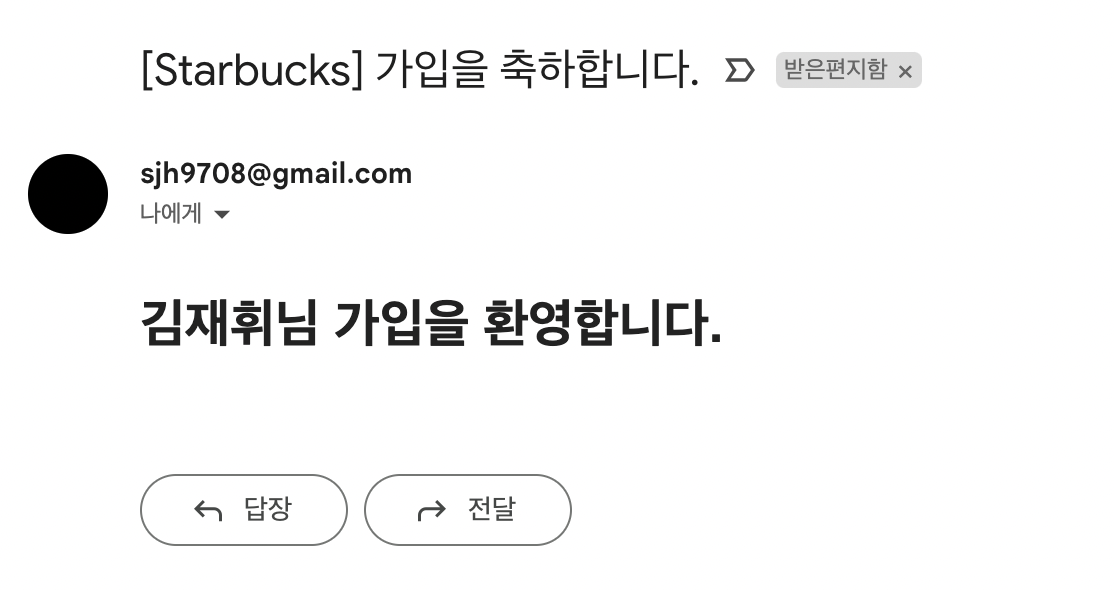 [Starbucks] 가입을 축하합니다. 받은편지함 ×
sjh9708@gmail.com
나에게
김재휘님 가입을 환영합니다.
답장 전달